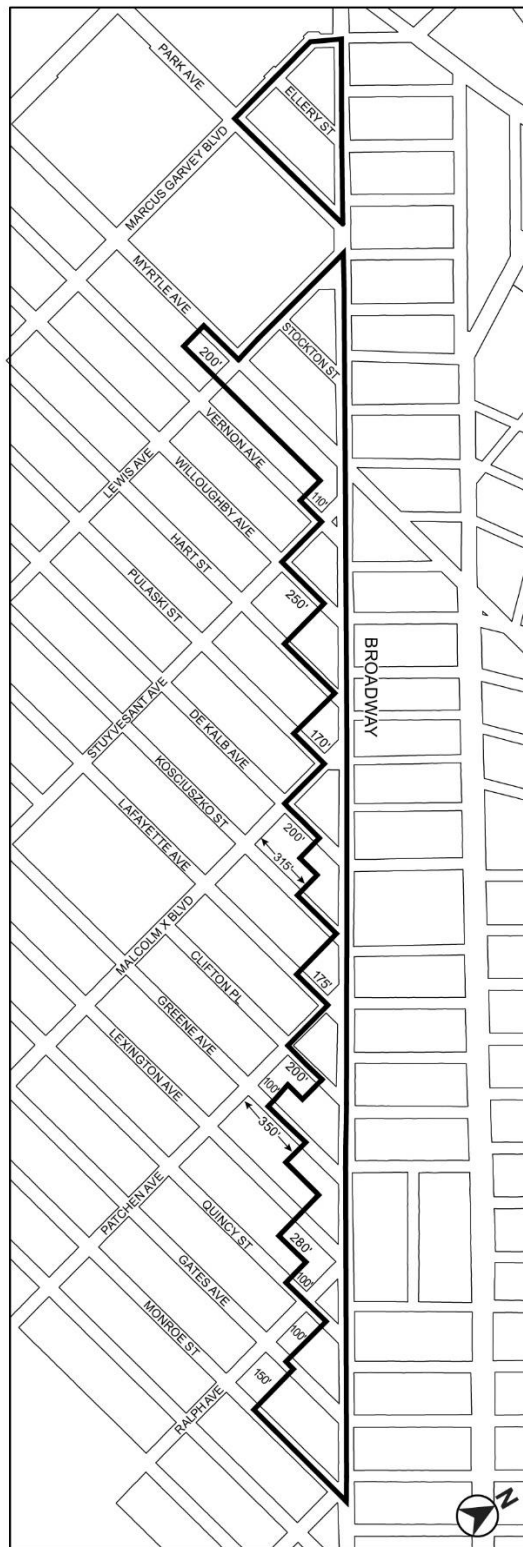 PARK AVE
ELLERY ST
MARCUS GARVEY BLVD
MYRTLE AVE
STOCKTON ST
200'
VERNON AVE
LEWIS AVE
WILLOUGHBY AVE
110'
HART ST
PULASKI ST
250'
BROADWAY
STUYVESANT AVE
DE KALB AVE
170'
KOSCIUSZKO ST
200'
LAFAYETTE AVE
315'
MALCOLM X BLVD
CLIFTON PL
175'
GREENE AVE
LEXINGTON AVE
200'
100'
350'
PATCHEN AVE
QUINCY ST
280'
GATES AVE
100'
MONROE ST
100'
150'
RALPH AVE
N